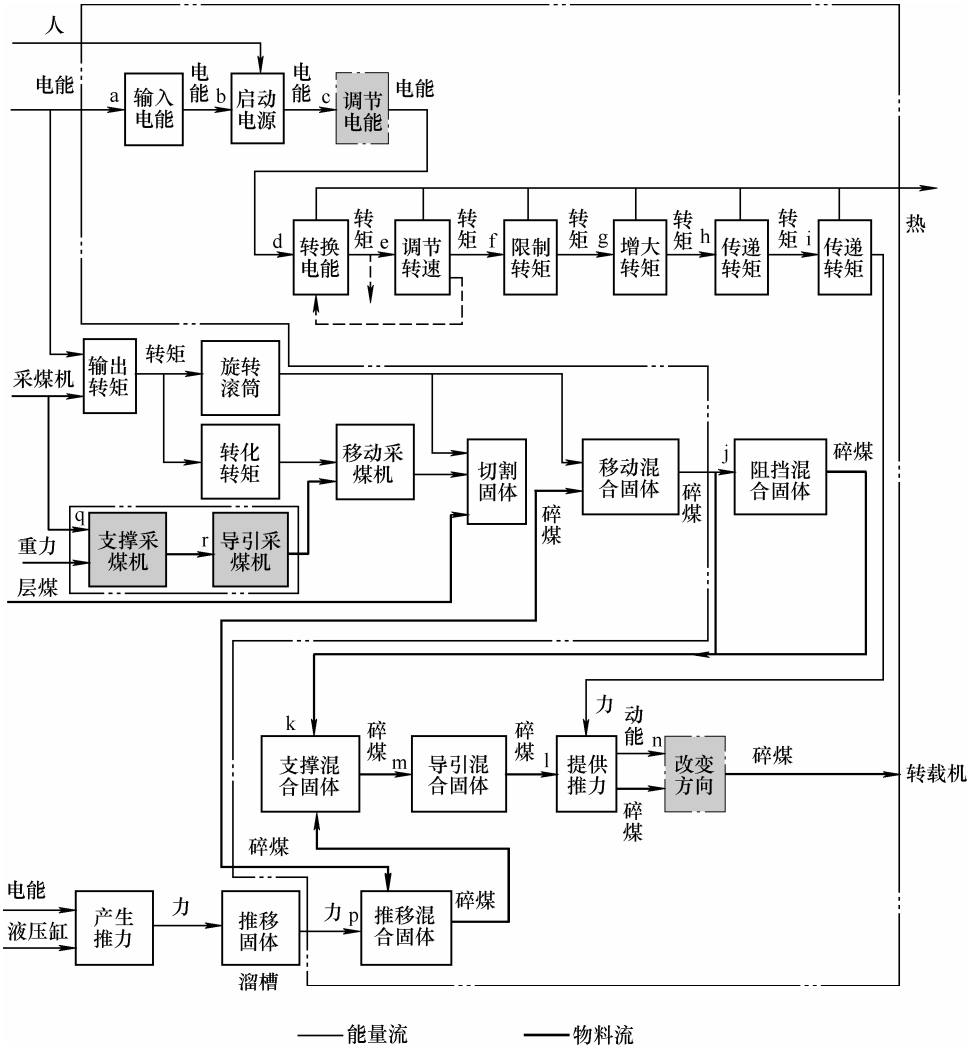 人
电能
a
输入
电能
电
能
b
启动
电源
电
能
c
调节
电能
电能
热
d
转换
电能
转
矩
e
调节
转速
转
矩
f
限制
转矩
转
矩
g
增大
转矩
转
矩
h
传递
转矩
转
矩
i
传递
转矩
采煤机
输出
转矩
转矩
旋转
滚筒
转化
转矩
移动采
煤机
切割
固体
移动混
合固体
碎
煤
碎
煤
j
阻挡混
合固体
碎煤
q
支撑采
煤机
r
导引采
煤机
重力
层煤
k
支撑混
合固体
碎
煤
m
导引混
合固体
碎
煤
l
力
提供
推力
动
能
n
碎
煤
改变
方向
碎煤
转载机
碎煤
电能
液压缸
产生
推力
力
推移
固体
溜槽
力
p
推移混
合固体
碎煤
能量流
物料流